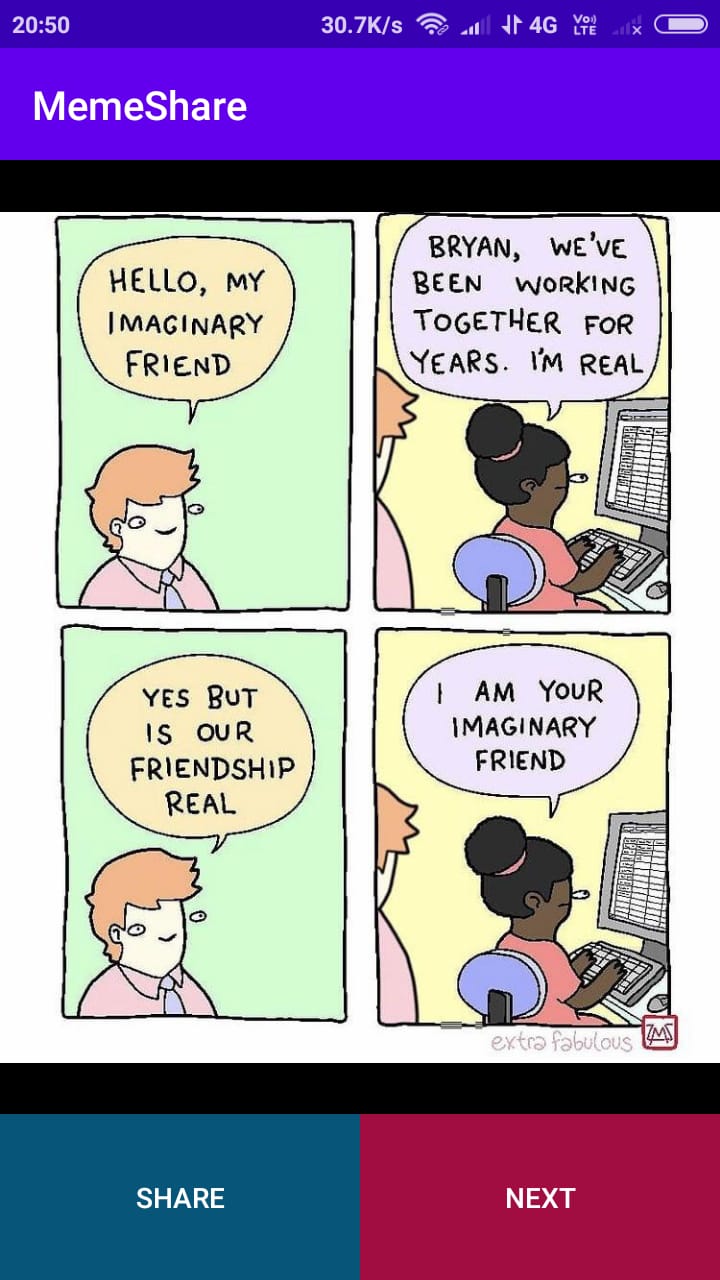 20:50 30.7K/s 4G Vo)) LTE
MemeShare
HELLO, MY
IMAGINARY
FRIEND
BRYAN, WE'VE
BEEN WORKING
TOGETHER FOR
YEARS. I'M REAL
YES BUT
IS OUR
FRIENDSHIP
REAL
I AM YOUR
IMAGINARY
FRIEND
extra fabulous
SHARE
NEXT